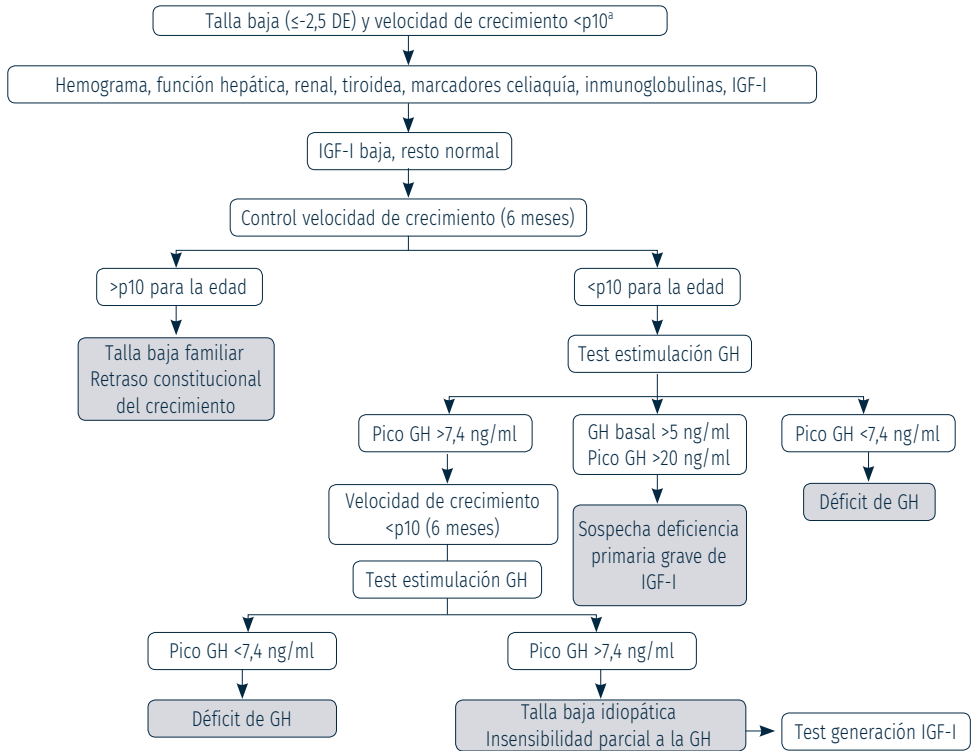 Talla baja (≤-2,5 DE) y velocidad de crecimiento <p10ª
Hemograma, función hepática, renal, tiroidea, marcadores celiaquía, inmunoglobulinas, IGF-I
IGF-I baja, resto normal
Control velocidad de crecimiento (6 meses)
>p10 para la edad
<p10 para la edad
Talla baja familiar
Retraso constitucional
del crecimiento
Test estimulación GH
Pico GH >7,4 ng/ml
GH basal >5 ng/ml
Pico GH >20 ng/ml
Pico GH <7,4 ng/ml
Velocidad de crecimiento
<p10 (6 meses)
Sospecha deficiencia
primaria grave de
IGF-I
Déficit de GH
Test estimulación GH
Pico GH <7,4 ng/ml
Pico GH >7,4 ng/ml
Déficit de GH
Talla baja idiopática
Insensibilidad parcial a la GH
Test generación IGF-I